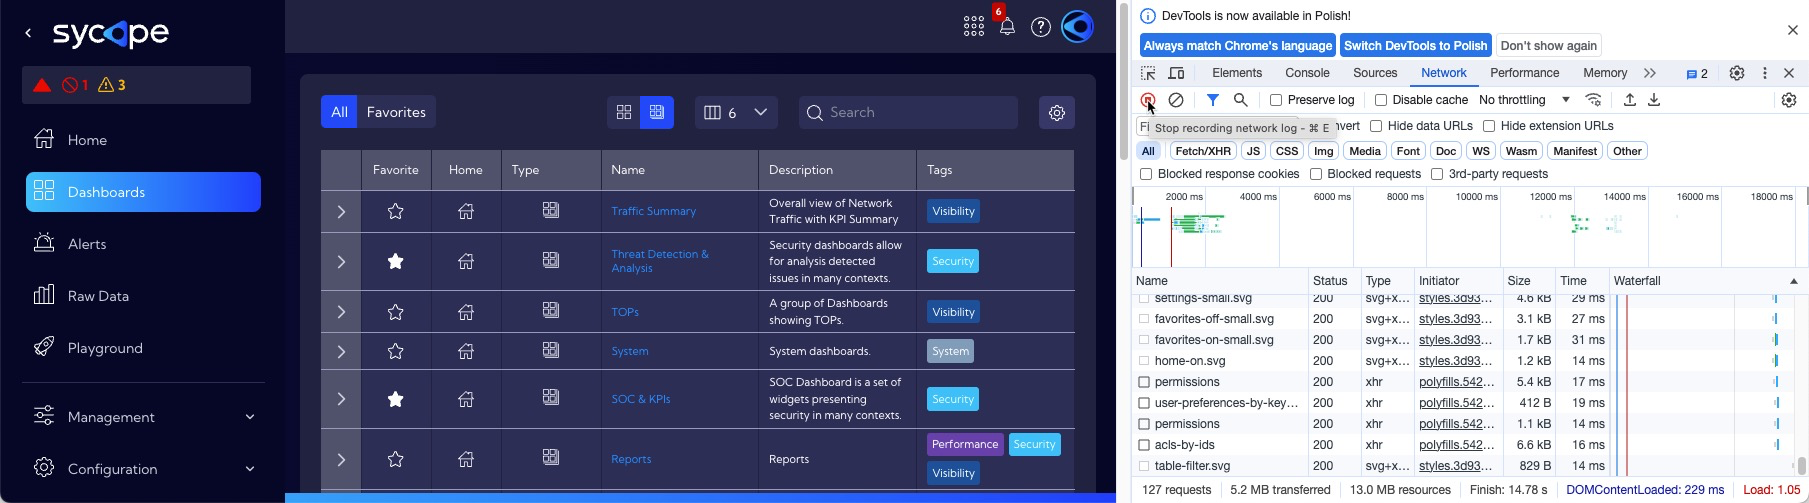 sycope
1
3
Home
Dashboards
Alerts
Raw Data
Playground
Management
Configuration
6
All
Favorites
6
Search
Favorite Home Type Name Description Tags
Traffic Summary
Overall view of Network
Traffic with KPI Summary
Visibility
Threat Detection &
Analysis
Security dashboards allow
for analysis detected
issues in many contexts.
Security
TOPs
A group of Dashboards
showing TOPs.
Visibility
System
System dashboards.
System
SOC & KPIs
SOC Dashboard is a set of
widgets presenting
security in many contexts.
Security
Reports
Reports
Performance Security
Visibility
DevTools is now available in Polish!
Always match Chrome's language Switch DevTools to Polish Don't show again
Elements Console Sources Network Performance Memory 2
Preserve log Disable cache No throttling
Stop recording network log - ⌘ E
Hide data URLs Hide extension URLs
All Fetch/XHR JS CSS Img Media Font Doc WS Wasm Manifest Other
Blocked response cookies Blocked requests 3rd-party requests
2000 ms 4000 ms 6000 ms 8000 ms 10000 ms 12000 ms 14000 ms 16000 ms 18000 ms
Name Status Type Initiator Size Time Waterfall
settings-small.svg 200 svg+x... styles.3d93... 4.6 kB 29 ms
favorites-off-small.svg 200 svg+x... styles.3d93... 3.1 kB 27 ms
favorites-on-small.svg 200 svg+x... styles.3d93... 1.7 kB 31 ms
home-on.svg 200 svg+x... styles.3d93... 1.2 kB 14 ms
permissions 200 xhr polyfills.542... 5.4 kB 17 ms
user-preferences-by-key... 200 xhr polyfills.542... 412 B 19 ms
permissions 200 xhr polyfills.542... 1.1 kB 14 ms
acls-by-ids 200 xhr polyfills.542... 6.6 kB 16 ms
table-filter.svg 200 svg+x... styles.3d93... 829 B 14 ms
127 requests 5.2 MB transferred 13.0 MB resources Finish: 14.78 s DOMContentLoaded: 229 ms Load: 1.05